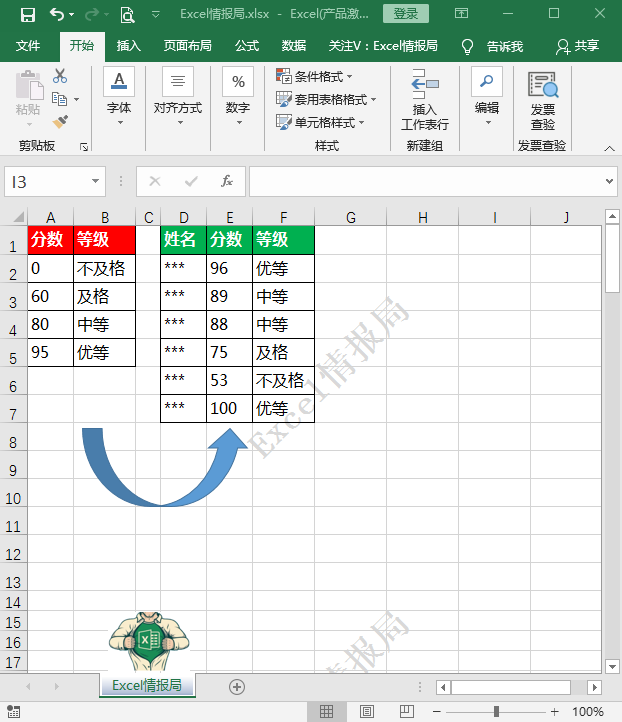 Excel情报局.xlsx - Excel(产品激... 登录
文件 开始 插入 页面布局 公式 数据 关注V：Excel情报局 告诉我 共享
粘贴 字体 对齐方式 % 数字 条件格式 套用表格格式 单元格样式 插入 工作表行 编辑 发票 查验
剪贴板 样式 新建组 发票查验
I3 fx
A B C D E F G H I J
1 分数 等级 姓名 分数 等级
2 0 不及格 *** 96 优等
3 60 及格 *** 89 中等
4 80 中等 *** 88 中等
5 95 优等 *** 75 及格
6 *** 53 不及格
7 *** 100 优等
Excel情报局
8
9
10
11
12
13
14
15
16
17
情报局
Excel情报局
100%